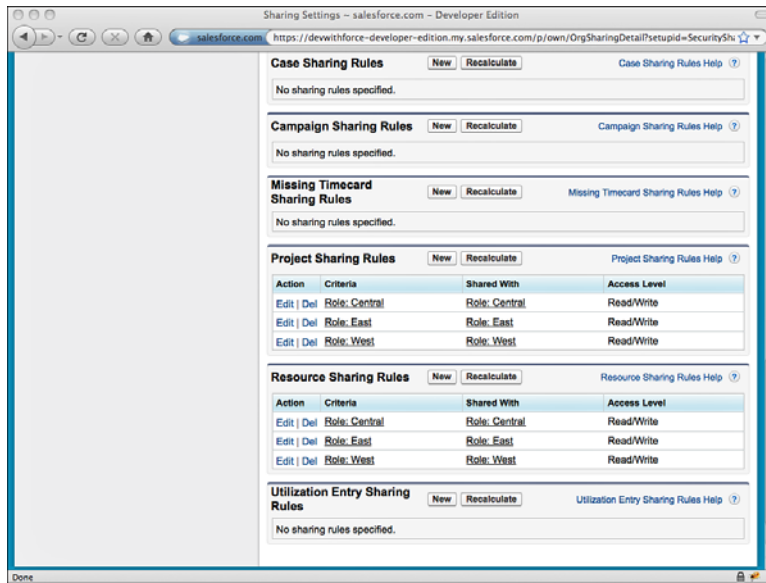 Sharing Settings – salesforce.com – Developer Edition
salesforce.com https://devwithforce-developer-edition.my.salesforce.com/p/own/OrgSharingDetail?setupid=SecuritySh
Case Sharing Rules New Recalculate Case Sharing Rules Help ?
No sharing rules specified.
Campaign Sharing Rules New Recalculate Campaign Sharing Rules Help ?
No sharing rules specified.
Missing Timecard
Sharing Rules New Recalculate Missing Timecard Sharing Rules Help ?
No sharing rules specified.
Project Sharing Rules New Recalculate Project Sharing Rules Help ?
Action Criteria Shared With Access Level
Edit | Del Role: Central Role: Central Read/Write
Edit | Del Role: East Role: East Read/Write
Edit | Del Role: West Role: West Read/Write
Resource Sharing Rules New Recalculate Resource Sharing Rules Help ?
Action Criteria Shared With Access Level
Edit | Del Role: Central Role: Central Read/Write
Edit | Del Role: East Role: East Read/Write
Edit | Del Role: West Role: West Read/Write
Utilization Entry Sharing
Rules New Recalculate Utilization Entry Sharing Rules Help ?
No sharing rules specified.
Done